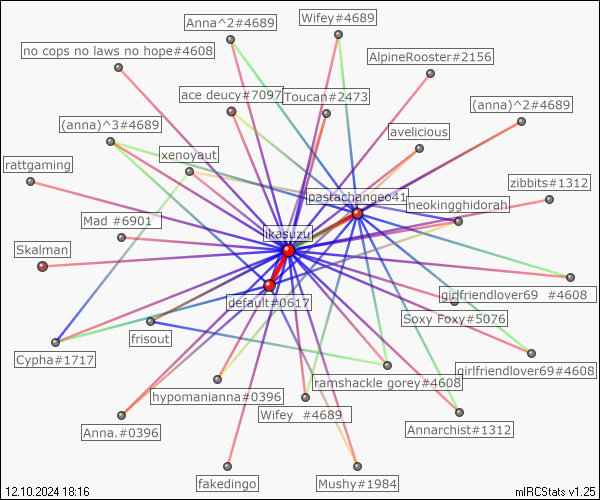 Anna^2#4689
Wifey#4689
no cops no laws no hope#4608
AlpineRooster#2156
ace deucy#7097
Toucan#2473
(anna)^2#4689
(anna)^3#4689
avelicious
xenoyaut
rattgaming
zibbits#1312
pastachangeo41
neokingghidorah
Mad #6901
ikasuzu
Skalman
girlfriendlover69 #4608
default#0617
Soxy Foxy#5076
frisout
Cypha#1717
girlfriendlover69#4608
ramshackle gorey#4608
hypomanianna#0396
Wifey #4689
Annarchist#1312
Anna.#0396
fakedingo
Mushy#1984
12.10.2024 18:16
mIRCStats v1.25